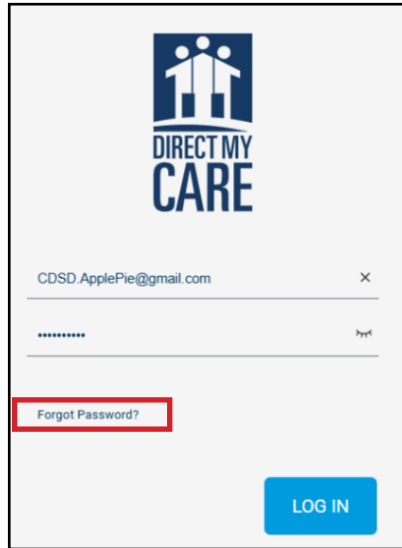 DIRECT MY
CARE
CDSD.ApplePie@gmail.com
••••••••••
Forgot Password?
LOG IN